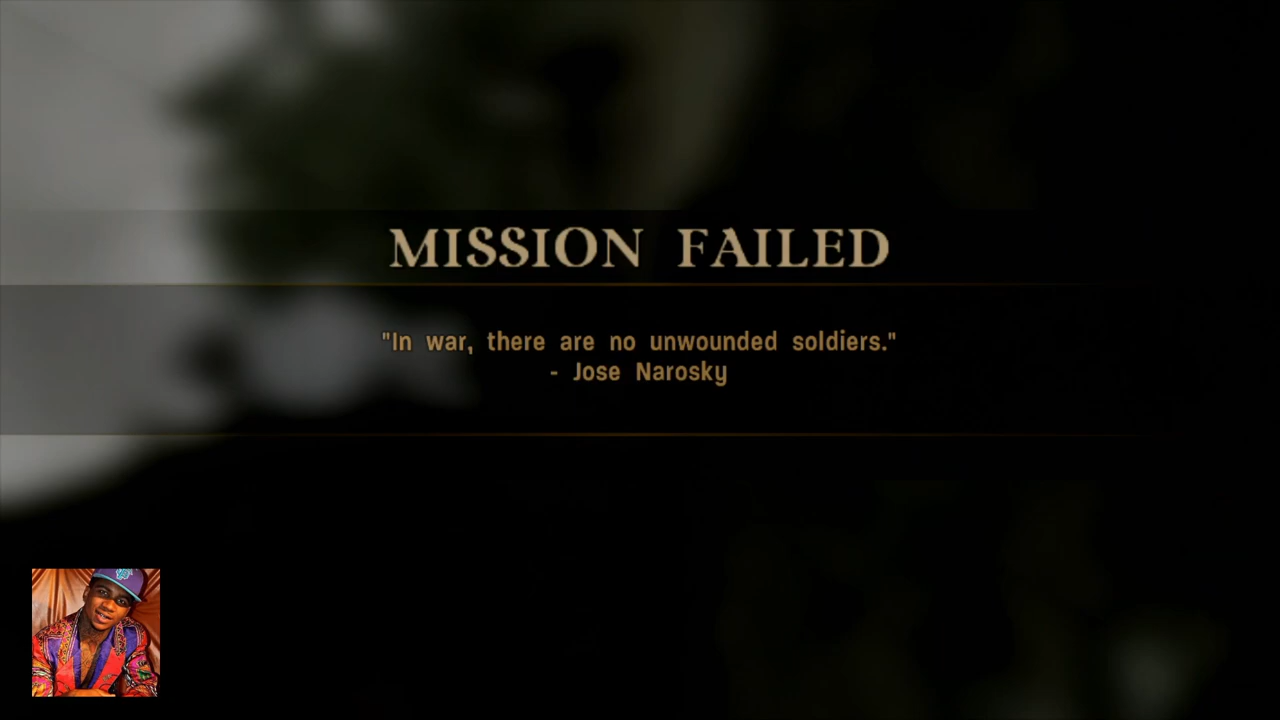 MISSION FAILED
"In war, there are no unwounded soldiers."
- Jose Narosky